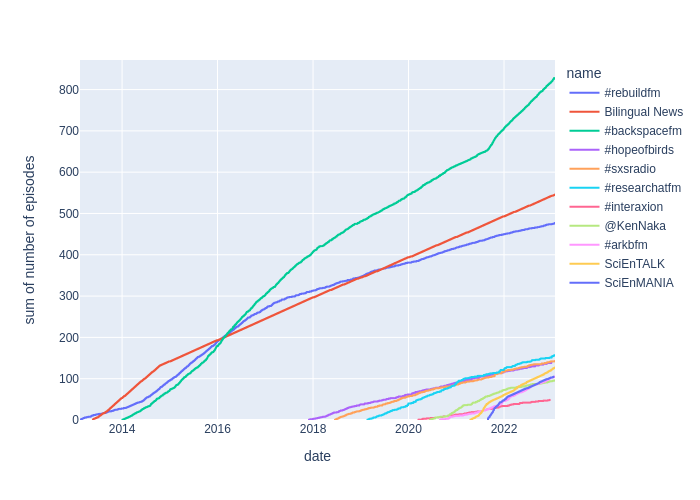 name
#rebuildfm
Bilingual News
#backspacefm
#hopeofbirds
#sxsradio
#researchatfm
#interaxion
@KenNaka
#arkbfm
SciEnTALK
SciEnMANIA
sum of number of episodes
800
700
600
500
400
300
200
100
0
2014
2016
2018
2020
2022
date